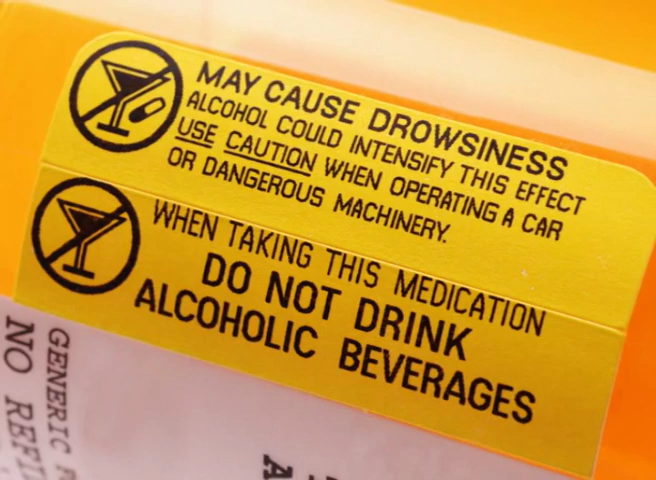 MAY CAUSE DROWSINESS
ALCOHOL COULD INTENSIFY THIS EFFECT
USE CAUTION WHEN OPERATING A CAR
OR DANGEROUS MACHINERY.
WHEN TAKING THIS MEDICATION
DO NOT DRINK
ALCOHOLIC BEVERAGES
GENERIC
NO